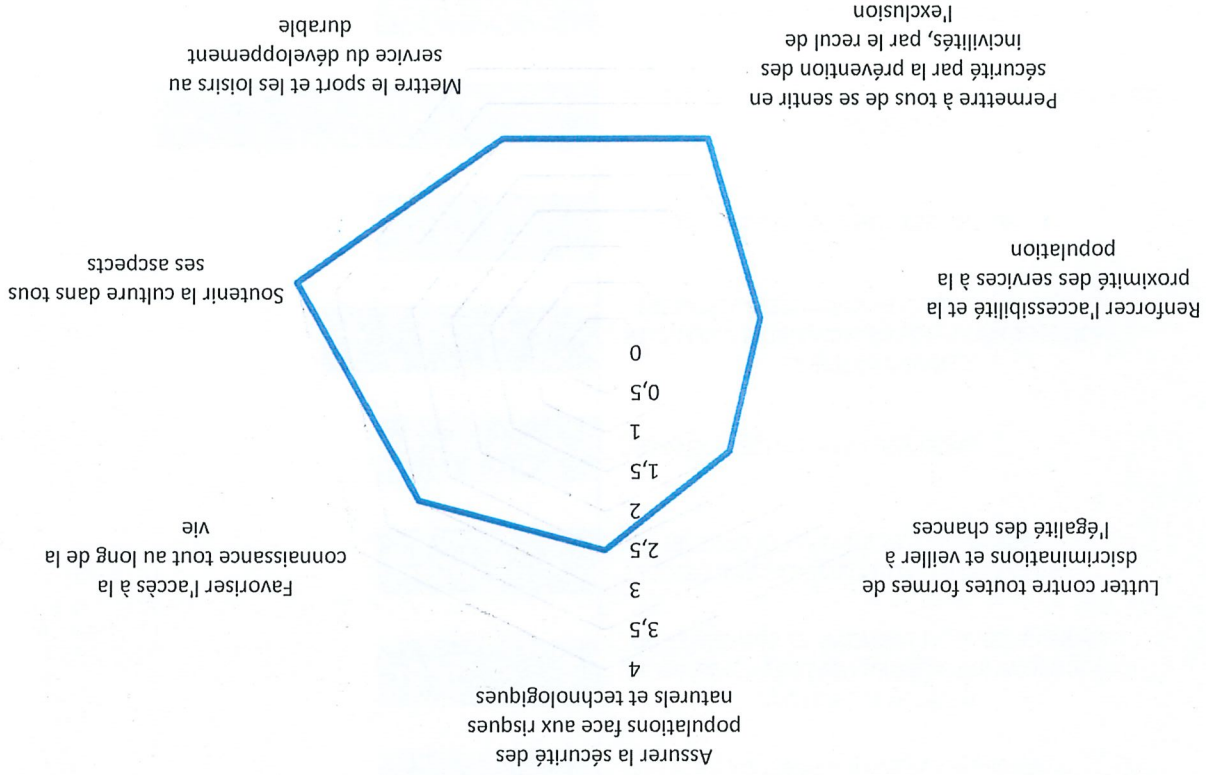 Assurer la sécurité des
populations face aux risques
naturels et technologiques
4
3,5
3
2,5
2
1,5
1
0,5
0
Lutter contre toutes formes de
dsicriminations et veiller à
l'égalité des chances
Favoriser l'accès à la
connaissance tout au long de la
vie
Renforcer l'accessibilité et la
proximité des services à la
population
Soutenir la culture dans tous
ses ascpects
Permettre à tous de se sentir en
sécurité par la prévention des
incivilités, par le recul de
l'exclusion
Mettre le sport et les loisirs au
service du développement
durable